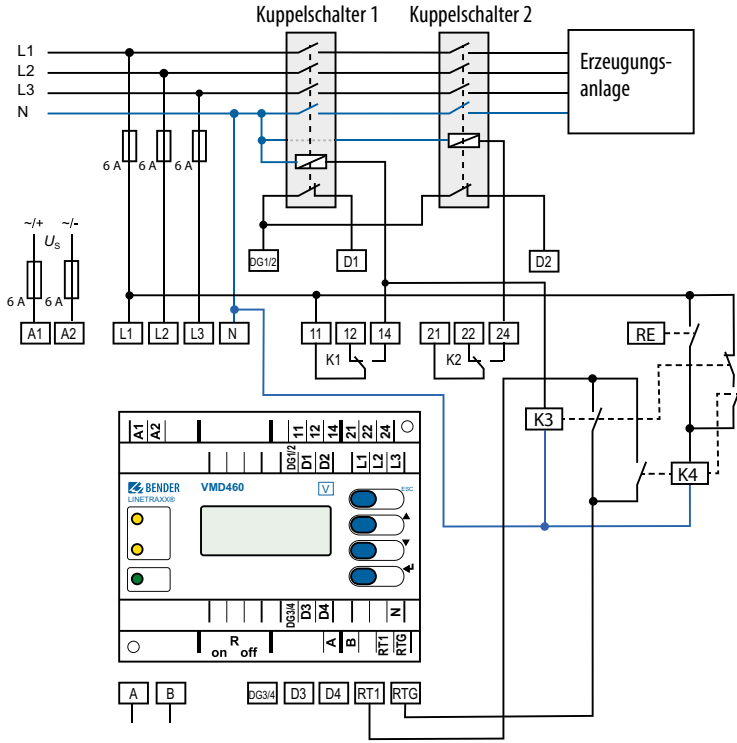 Kuppelschalter 1 Kuppelschalter 2
L1
L2
L3
N
Erzeugungs-
anlage
6 A 6 A 6 A
~/+ ~/-
Us
DG1/2 D1 D2
6 A 6 A
A1 A2 L1 L2 L3 N 11 12 14 21 22 24 RE
K1 K2
K3
K4
A1 A2 11 12 14 21 22 24
DG1/2 D1 D2 L1 L2 L3
BENDER VMD460 V ESC
LINETRAXX®
DG3/4 D3 D4 N
R
on off
A B RT1 RTG
A B DG3/4 D3 D4 RT1 RTG